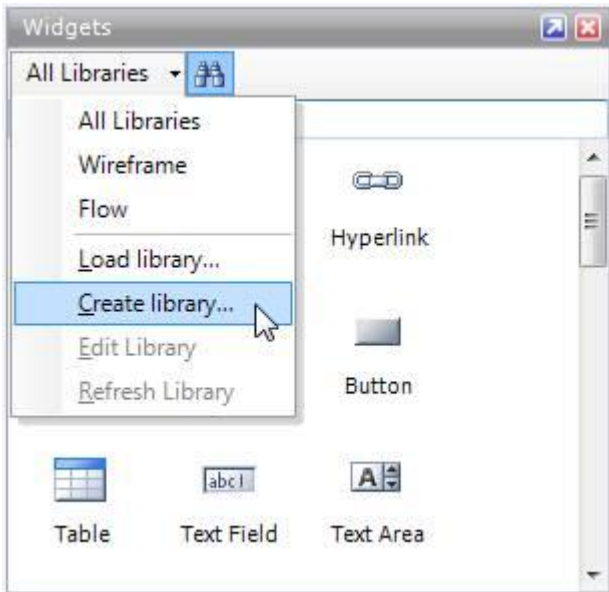 Widgets
All Libraries
All Libraries
Wireframe
Flow
Load library...
Create library...
Edit Library
Refresh Library
Hyperlink
Button
abc
A
Table Text Field Text Area